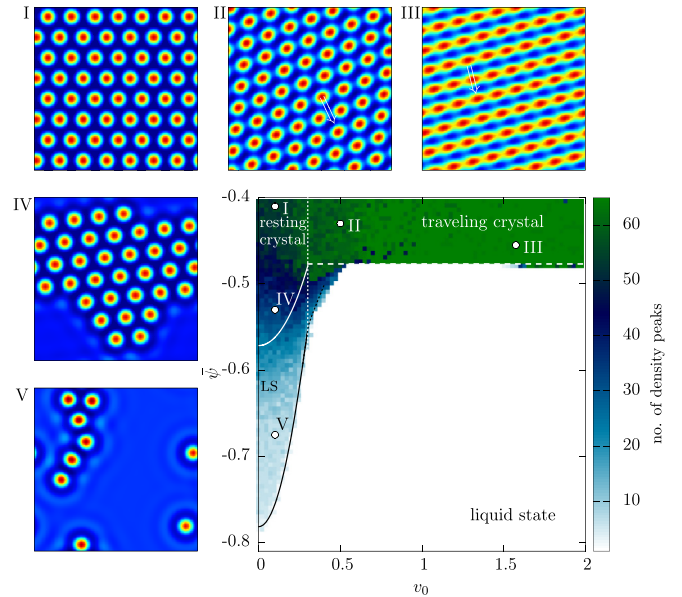 I
II
III
IV
V
-0.4
-0.5
-0.6
-0.7
-0.8
ψ̄
I
resting
crystal
II
traveling crystal
III
IV
LS
V
liquid state
0
0.5
1
1.5
2
v₀
60
50
40
30
20
10
no. of density peaks